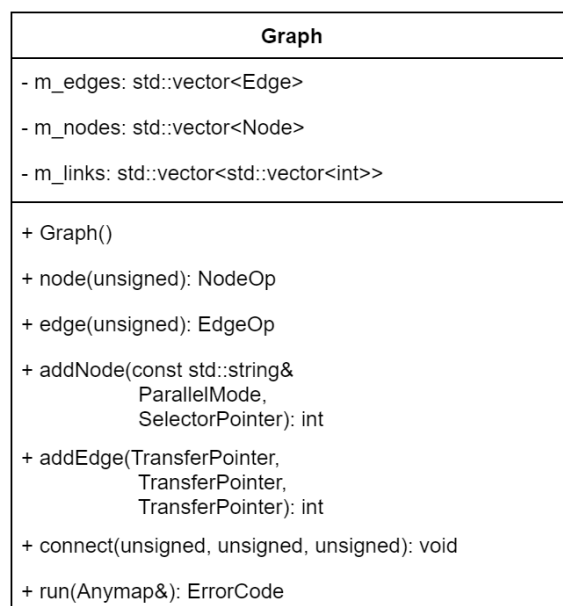 Graph
- m_edges: std::vector<Edge>
- m_nodes: std::vector<Node>
- m_links: std::vector<std::vector<int>>
+ Graph()
+ node(unsigned): NodeOp
+ edge(unsigned): EdgeOp
+ addNode(const std::string&
ParallelMode,
SelectorPointer): int
+ addEdge(TransferPointer,
TransferPointer,
TransferPointer): int
+ connect(unsigned, unsigned, unsigned): void
+ run(Anymap&): ErrorCode